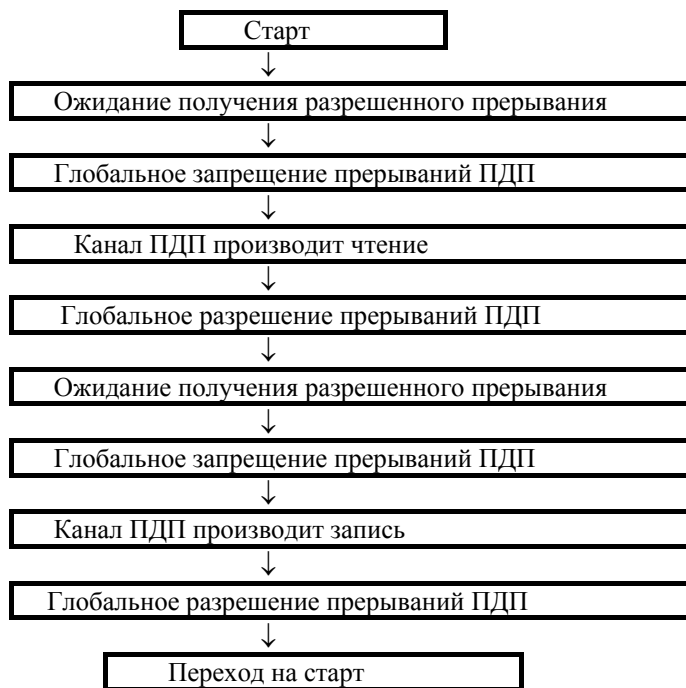 Старт
Ожидание получения разрешенного прерывания
Глобальное запрещение прерываний ПДП
Канал ПДП производит чтение
Глобальное разрешение прерываний ПДП
Ожидание получения разрешенного прерывания
Глобальное запрещение прерываний ПДП
Канал ПДП производит запись
Глобальное разрешение прерываний ПДП
Переход на старт